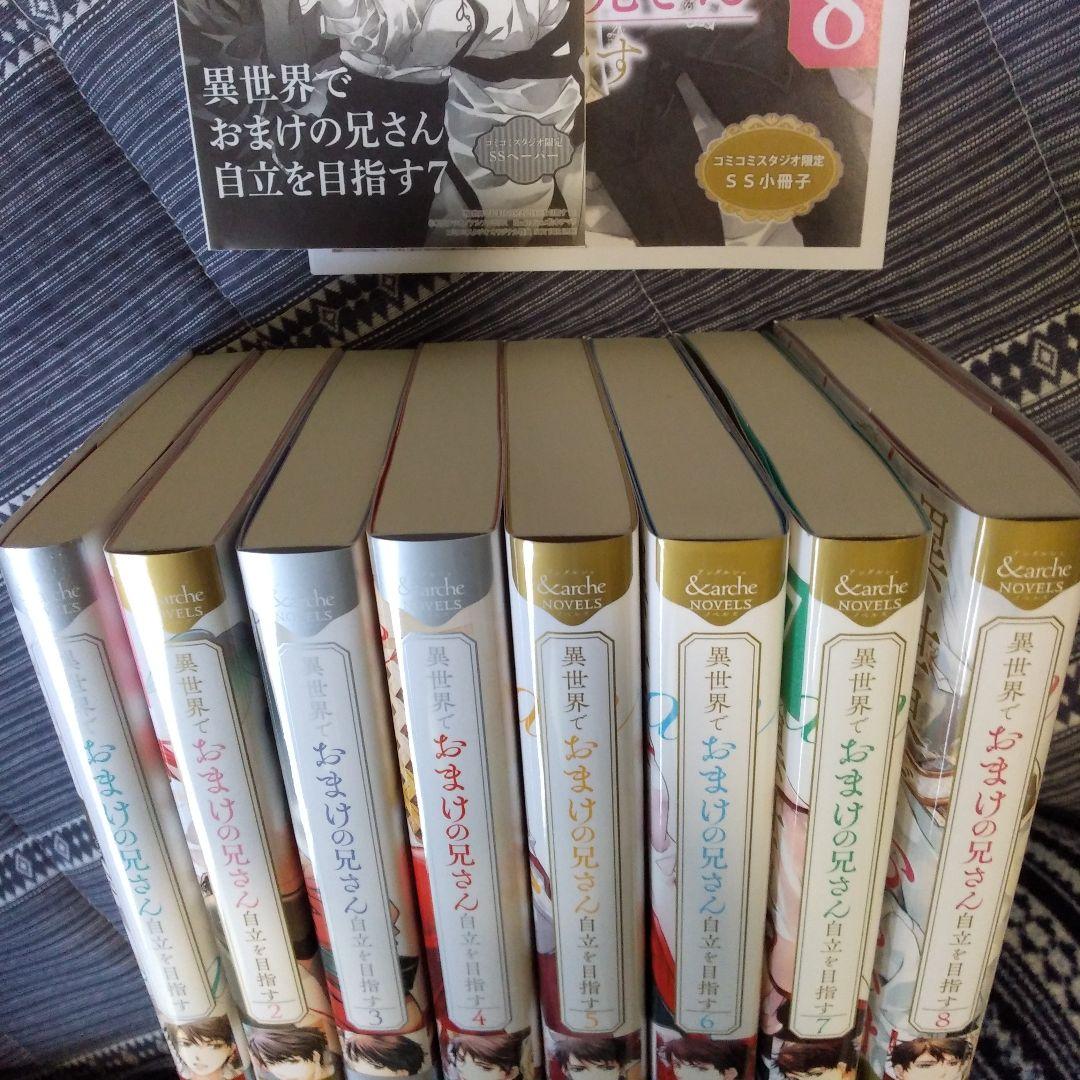 異世界で
おまけの兄さん
自立を目指す7
コミコミスタジオ限定
SSペーパー
8
コミコミスタジオ限定
SS小冊子
異世界で おまけの兄さん 自立を目指す
&arche
NOVELS
異世界で おまけの兄さん 自立を目指す 2
&arche
NOVELS
異世界で おまけの兄さん 自立を目指す 3
&arche
NOVELS
異世界で おまけの兄さん 自立を目指す 4
&arche
NOVELS
異世界で おまけの兄さん 自立を目指す 5
&arche
NOVELS
異世界で おまけの兄さん 自立を目指す 6
&arche
NOVELS
異世界で おまけの兄さん 自立を目指す 7
&arche
NOVELS
異世界で おまけの兄さん 自立を目指す 8